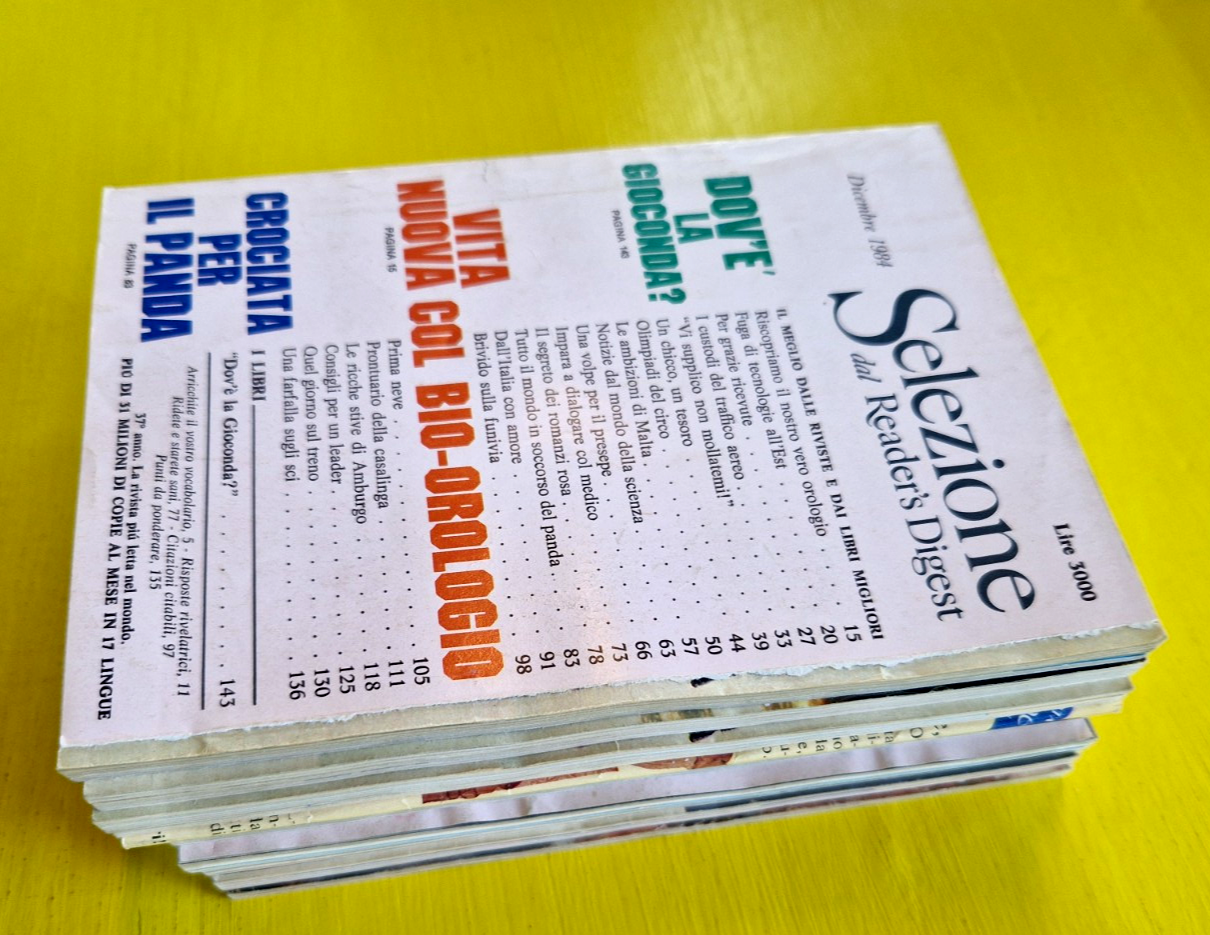 Lire 3000
Dicembre 1984
Selezione
dal Reader's Digest
IL MEGLIO DALLE RIVISTE E DAI LIBRI MIGLIORI
DOV'E'
LA
GIOCONDA?
PAGINA 143
Riscopriamo il nostro vero orologio . . 15
Fuga di tecnologie all'Est . . . . . 20
Per grazie ricevute . . . . . . . 27
I custodi del traffico aereo . . . . . 33
"Vi supplico non mollatemi!" . . . . 39
Un chicco, un tesoro . . . . . . . 44
Olimpiadi del circo . . . . . . . 50
Le ambizioni di Malta . . . . . . 57
Notizie dal mondo della scienza . . . 63
Una volpe per il presepe . . . . . 66
Impara a dialogare col medico . . . 73
Il segreto dei romanzi rosa . . . . 78
Tutto il mondo in soccorso del panda . 83
Dall'Italia con amore . . . . . . 91
Brivido sulla funivia . . . . . . 98
VITA
NUOVA COL BIO-OROLOGIO
PAGINA 15
Prima neve . . . . . . . . 105
Prontuario della casalinga . . . . 111
Le ricche stive di Amburgo . . . . 118
Consigli per un leader . . . . . 125
Quel giorno sul treno . . . . . 130
Una farfalla sugli sci . . . . . 136
CROCIATA
PER
IL PANDA
PAGINA 83
I LIBRI
"Dov'è la Gioconda?" . . . . . 143
Arricchite il vostro vocabolario, 5 - Risposte rivelatrici, 11
Ridete e starete sani, 77 - Citazioni citabili, 97
Punti da ponderare, 135
37º anno. La rivista più letta nel mondo.
PIÙ DI 31 MILIONI DI COPIE AL MESE IN 17 LINGUE